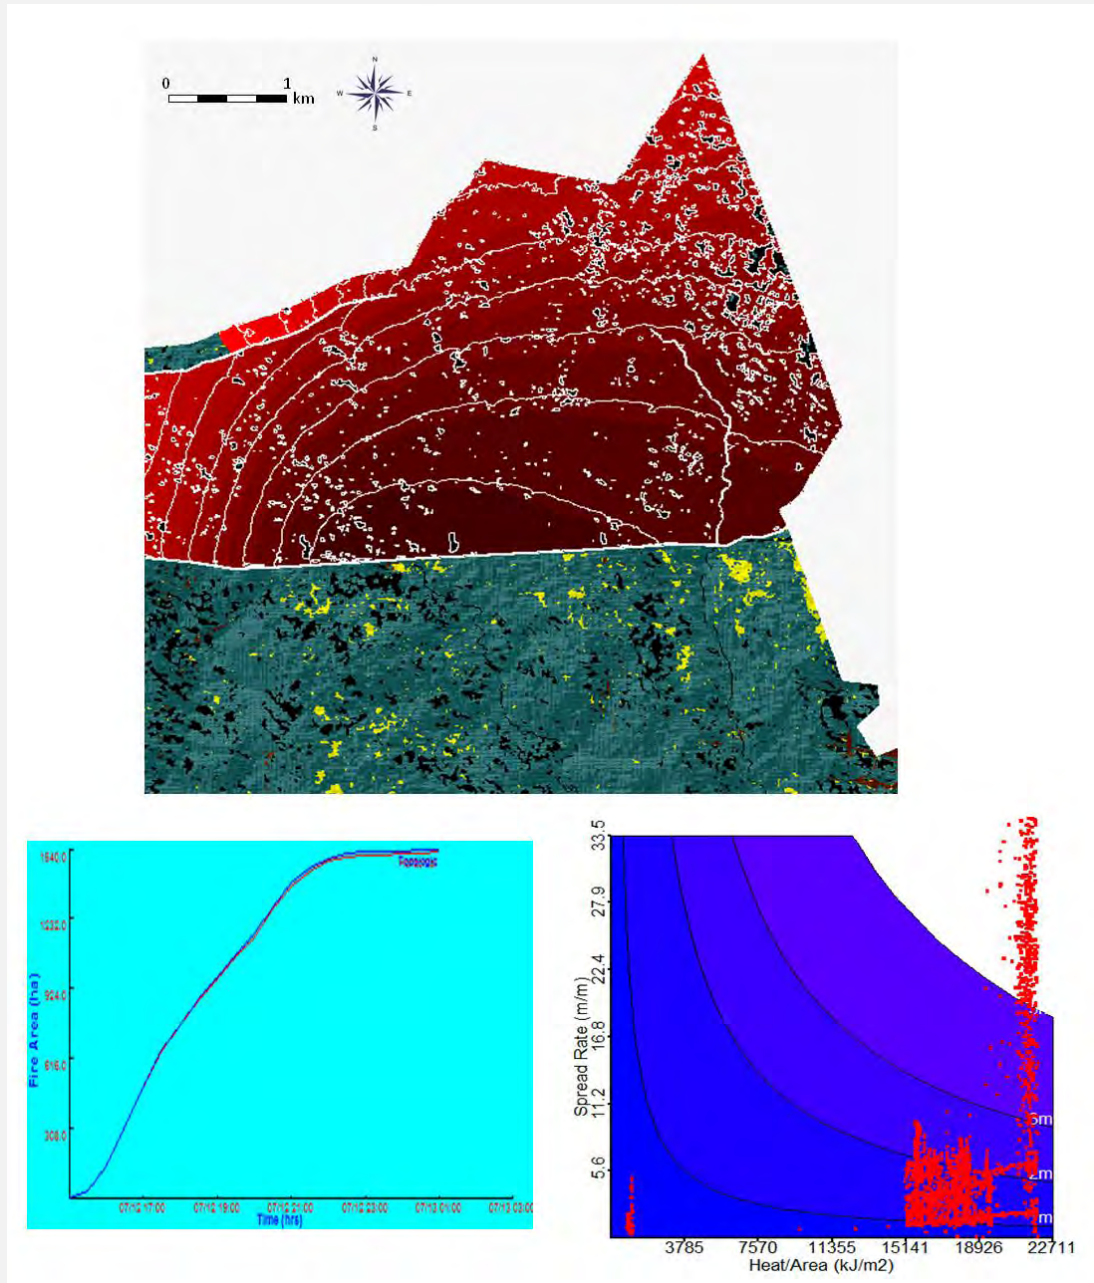 0 1
km
N
W E
S
1540.0
1232.0
924.0
616.0
308.0
Fire Area (ha)
Topologic
07/12 17:00 07/12 19:00 07/12 21:00 07/12 23:00 07/13 01:00 07/13 03:00
Time (hrs)
33.5
27.9
22.4
16.8
11.2
5.6
Spread Rate (m/m)
2m
m
3785 7570 11355 15141 18926 22711
Heat/Area (kJ/m2)